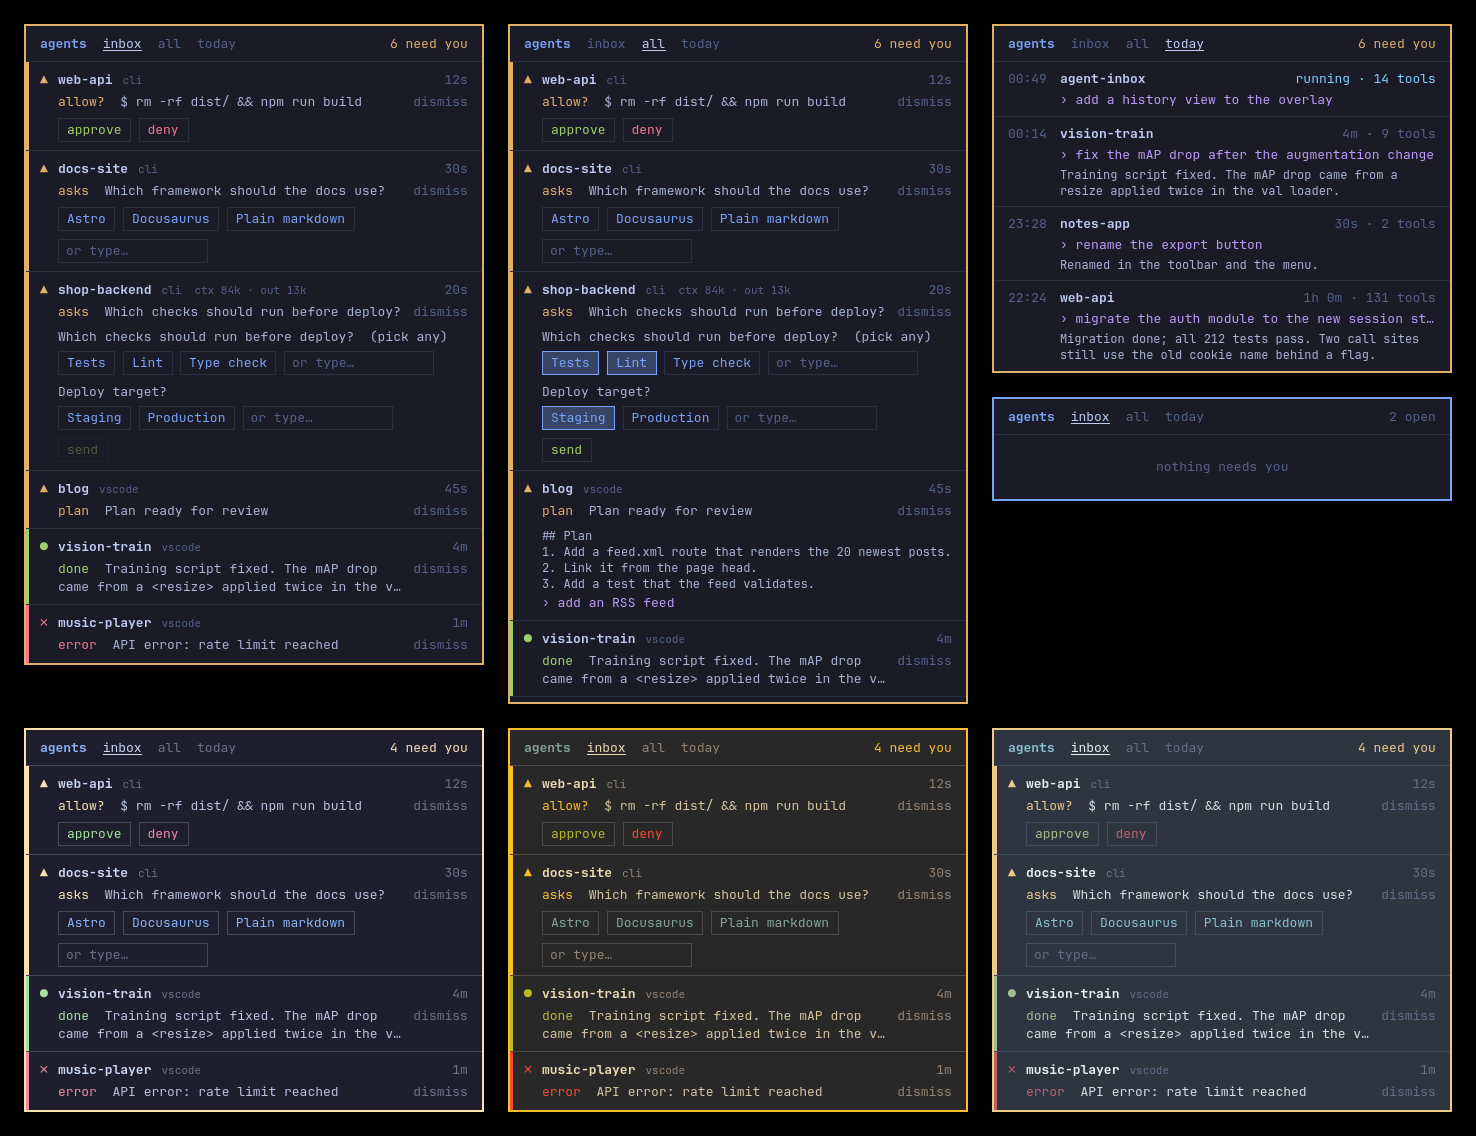 agents inbox all today 6 need you
▲ web-api cli 12s
allow? $ rm -rf dist/ && npm run build dismiss
approve deny
▲ docs-site cli 30s
asks Which framework should the docs use? dismiss
Astro Docusaurus Plain markdown
or type…
▲ shop-backend cli ctx 84k · out 13k 20s
asks Which checks should run before deploy? dismiss
Which checks should run before deploy? (pick any)
Tests Lint Type check or type…
Deploy target?
Staging Production or type…
send
▲ blog vscode 45s
plan Plan ready for review dismiss
● vision-train vscode 4m
done Training script fixed. The mAP drop dismiss
came from a <resize> applied twice in the v…
✕ music-player vscode 1m
error API error: rate limit reached dismiss
agents inbox all today 6 need you
▲ web-api cli 12s
allow? $ rm -rf dist/ && npm run build dismiss
approve deny
▲ docs-site cli 30s
asks Which framework should the docs use? dismiss
Astro Docusaurus Plain markdown
or type…
▲ shop-backend cli ctx 84k · out 13k 20s
asks Which checks should run before deploy? dismiss
Which checks should run before deploy? (pick any)
Tests Lint Type check or type…
Deploy target?
Staging Production or type…
send
▲ blog vscode 45s
plan Plan ready for review dismiss
## Plan
1. Add a feed.xml route that renders the 20 newest posts.
2. Link it from the page head.
3. Add a test that the feed validates.
› add an RSS feed
● vision-train vscode 4m
done Training script fixed. The mAP drop dismiss
came from a <resize> applied twice in the v…
agents inbox all today 6 need you
00:49 agent-inbox running · 14 tools
› add a history view to the overlay
00:14 vision-train 4m · 9 tools
› fix the mAP drop after the augmentation change
Training script fixed. The mAP drop came from a
resize applied twice in the val loader.
23:28 notes-app 30s · 2 tools
› rename the export button
Renamed in the toolbar and the menu.
22:24 web-api 1h 0m · 131 tools
› migrate the auth module to the new session st…
Migration done; all 212 tests pass. Two call sites
still use the old cookie name behind a flag.
agents inbox all today 2 open
nothing needs you
agents inbox all today 4 need you
▲ web-api cli 12s
allow? $ rm -rf dist/ && npm run build dismiss
approve deny
▲ docs-site cli 30s
asks Which framework should the docs use? dismiss
Astro Docusaurus Plain markdown
or type…
● vision-train vscode 4m
done Training script fixed. The mAP drop dismiss
came from a <resize> applied twice in the v…
✕ music-player vscode 1m
error API error: rate limit reached dismiss
agents inbox all today 4 need you
▲ web-api cli 12s
allow? $ rm -rf dist/ && npm run build dismiss
approve deny
▲ docs-site cli 30s
asks Which framework should the docs use? dismiss
Astro Docusaurus Plain markdown
or type…
● vision-train vscode 4m
done Training script fixed. The mAP drop dismiss
came from a <resize> applied twice in the v…
✕ music-player vscode 1m
error API error: rate limit reached dismiss
agents inbox all today 4 need you
▲ web-api cli 12s
allow? $ rm -rf dist/ && npm run build dismiss
approve deny
▲ docs-site cli 30s
asks Which framework should the docs use? dismiss
Astro Docusaurus Plain markdown
or type…
● vision-train vscode 4m
done Training script fixed. The mAP drop dismiss
came from a <resize> applied twice in the v…
✕ music-player vscode 1m
error API error: rate limit reached dismiss